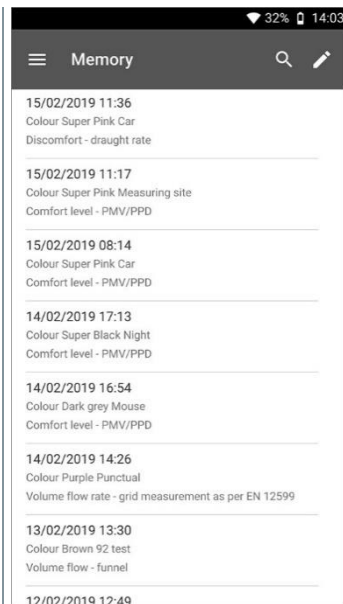 32% 14:03
Memory
15/02/2019 11:36
Colour Super Pink Car
Discomfort - draught rate
15/02/2019 11:17
Colour Super Pink Measuring site
Comfort level - PMV/PPD
15/02/2019 08:14
Colour Super Pink Car
Comfort level - PMV/PPD
14/02/2019 17:13
Colour Super Black Night
Comfort level - PMV/PPD
14/02/2019 16:54
Colour Dark grey Mouse
Comfort level - PMV/PPD
14/02/2019 14:26
Colour Purple Punctual
Volume flow rate - grid measurement as per EN 12599
13/02/2019 13:30
Colour Brown 92 test
Volume flow - funnel
12/02/2019 12:49